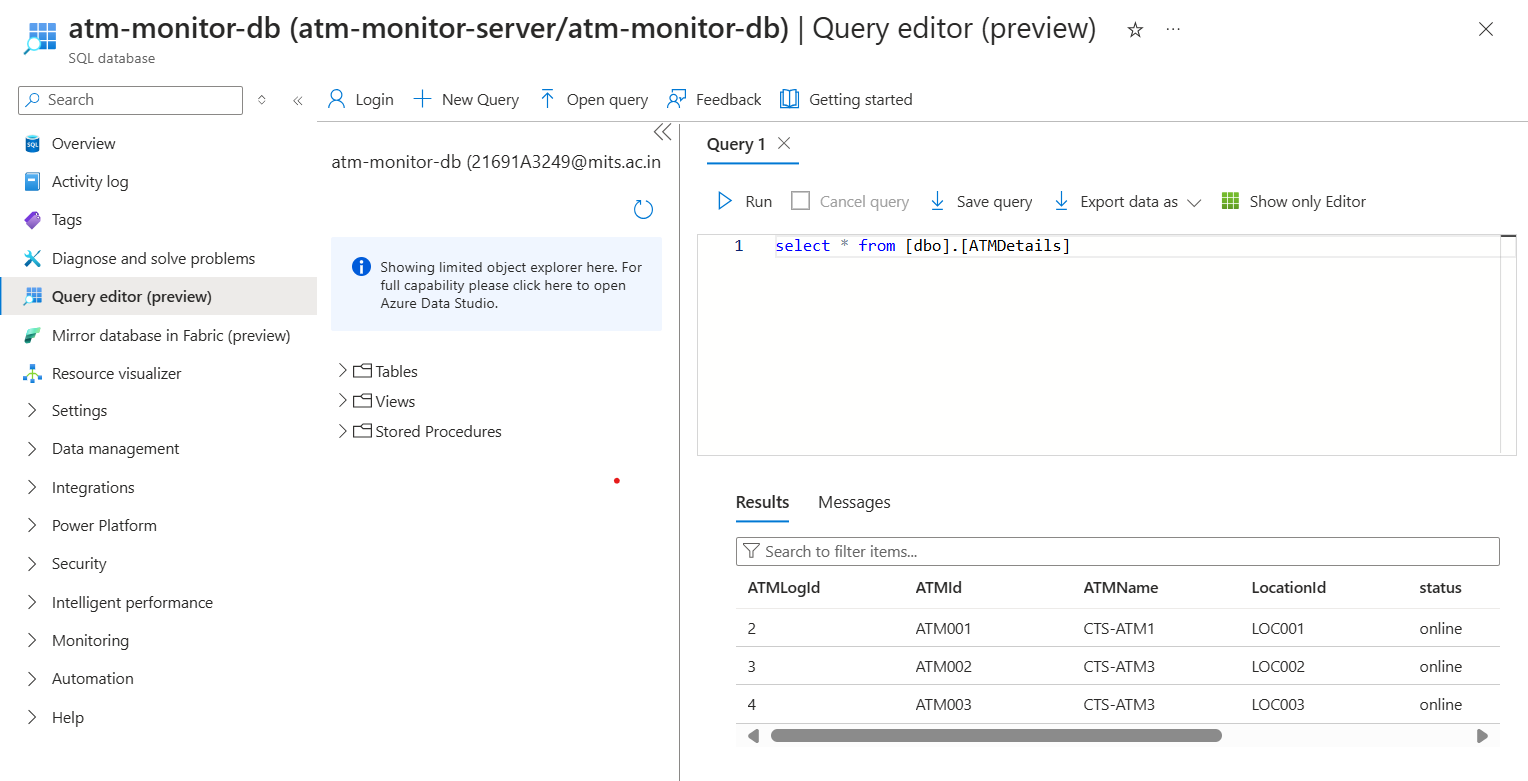 atm-monitor-db (atm-monitor-server/atm-monitor-db) | Query editor (preview)
SQL database
Search
Login
New Query
Open query
Feedback
Getting started
Overview
Activity log
Tags
Diagnose and solve problems
Query editor (preview)
Mirror database in Fabric (preview)
Resource visualizer
Settings
Data management
Integrations
Power Platform
Security
Intelligent performance
Monitoring
Automation
Help
atm-monitor-db (21691A3249@mits.ac.in
Showing limited object explorer here. For
full capability please click here to open
Azure Data Studio.
Tables
Views
Stored Procedures
Query 1
Run
Cancel query
Save query
Export data as
Show only Editor
1 select * from [dbo].[ATMDetails]
Results Messages
Search to filter items...
ATMLogId ATMId ATMName LocationId status
2 ATM001 CTS-ATM1 LOC001 online
3 ATM002 CTS-ATM3 LOC002 online
4 ATM003 CTS-ATM3 LOC003 online